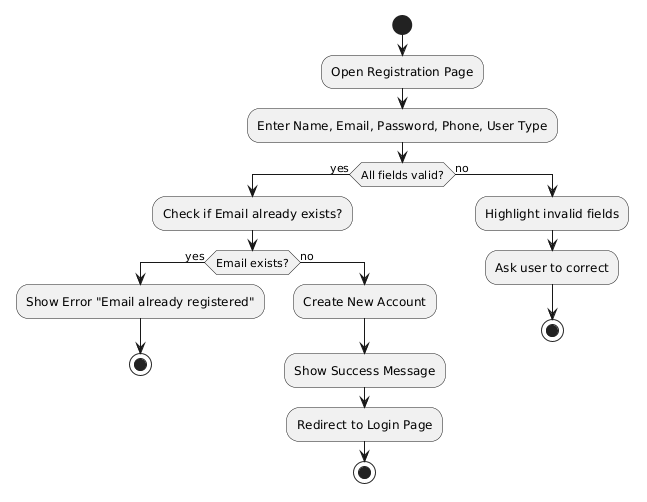 Open Registration Page
Enter Name, Email, Password, Phone, User Type
yes
All fields valid?
no
Check if Email already exists?
Highlight invalid fields
yes
Email exists?
no
Ask user to correct
Show Error "Email already registered"
Create New Account
Show Success Message
Redirect to Login Page